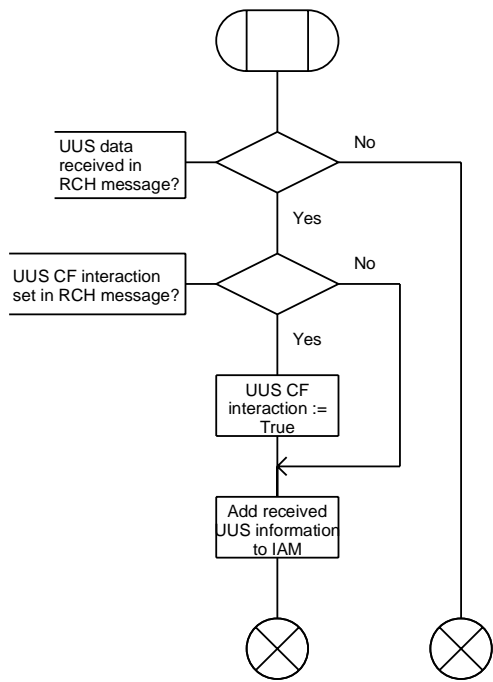 UUS data
received in
RCH message?
No
Yes
UUS CF interaction
set in RCH message?
No
Yes
UUS CF
interaction :=
True
Add received
UUS information
to IAM